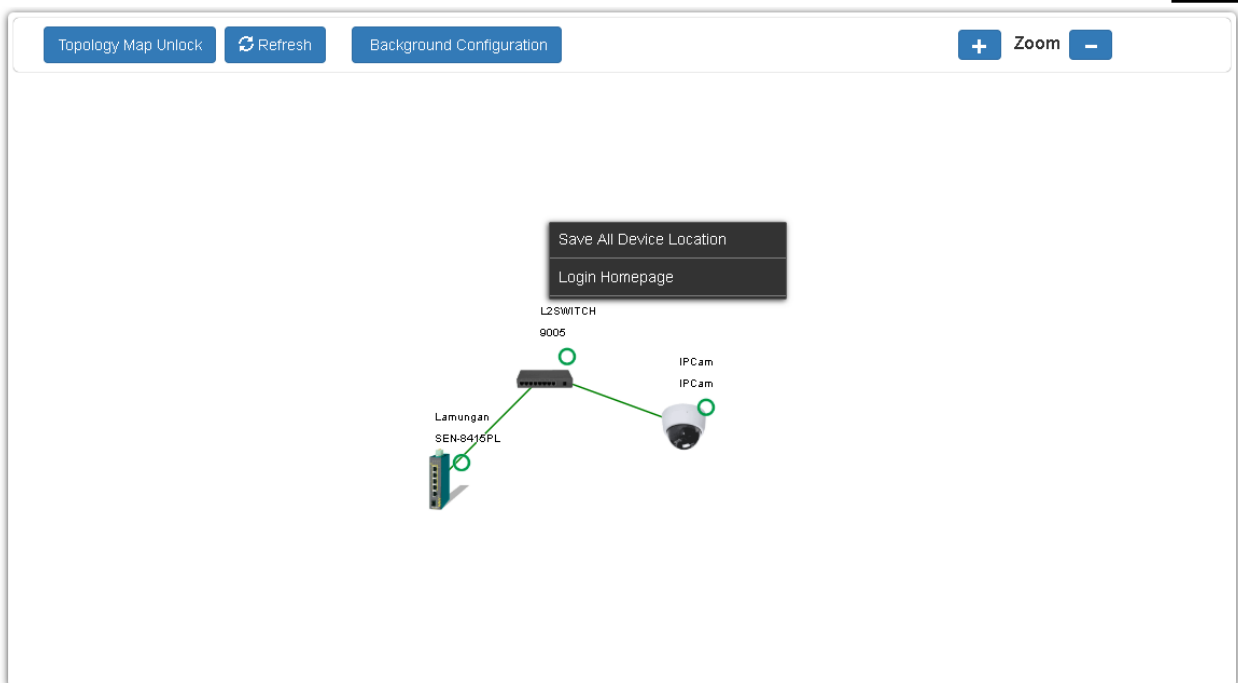 Topology Map Unlock
Refresh
Background Configuration
+ Zoom −
Save All Device Location
Login Homepage
L2SWITCH
9005
IPCam
IPCam
Lamungan
SEN-8415PL